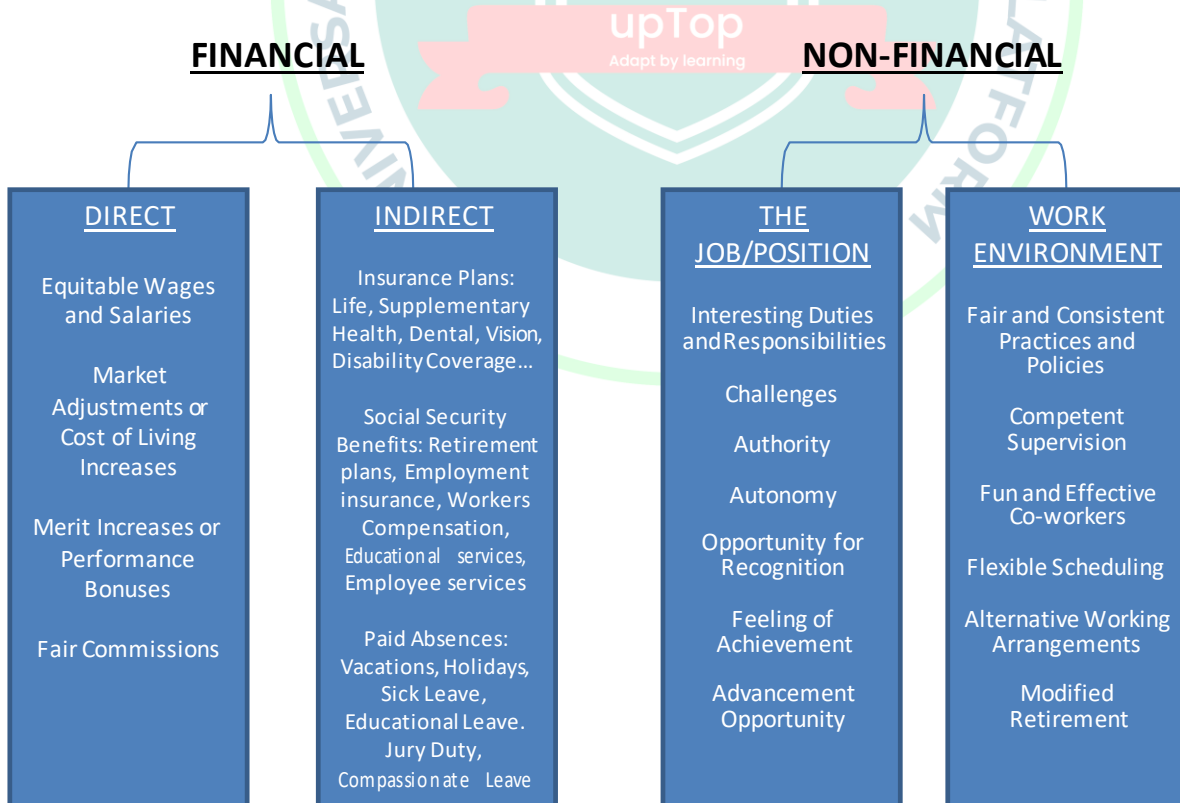 upTop
Adapt by learning
FINANCIAL
NON-FINANCIAL
PLATFORM
DIRECT
Equitable Wages
and Salaries
Market
Adjustments or
Cost of Living
Increases
Merit Increases or
Performance
Bonuses
Fair Commissions
INDIRECT
Insurance Plans:
Life, Supplementary
Health, Dental, Vision,
Disability Coverage...
Social Security
Benefits: Retirement
plans, Employment
insurance, Workers
Compensation,
Educational services,
Employee services
Paid Absences:
Vacations, Holidays,
Sick Leave,
Educational Leave.
Jury Duty,
Compassionate Leave
THE
JOB/POSITION
Interesting Duties
and Responsibilities
Challenges
Authority
Autonomy
Opportunity for
Recognition
Feeling of
Achievement
Advancement
Opportunity
WORK
ENVIRONMENT
Fair and Consistent
Practices and
Policies
Competent
Supervision
Fun and Effective
Co-workers
Flexible Scheduling
Alternative Working
Arrangements
Modified
Retirement